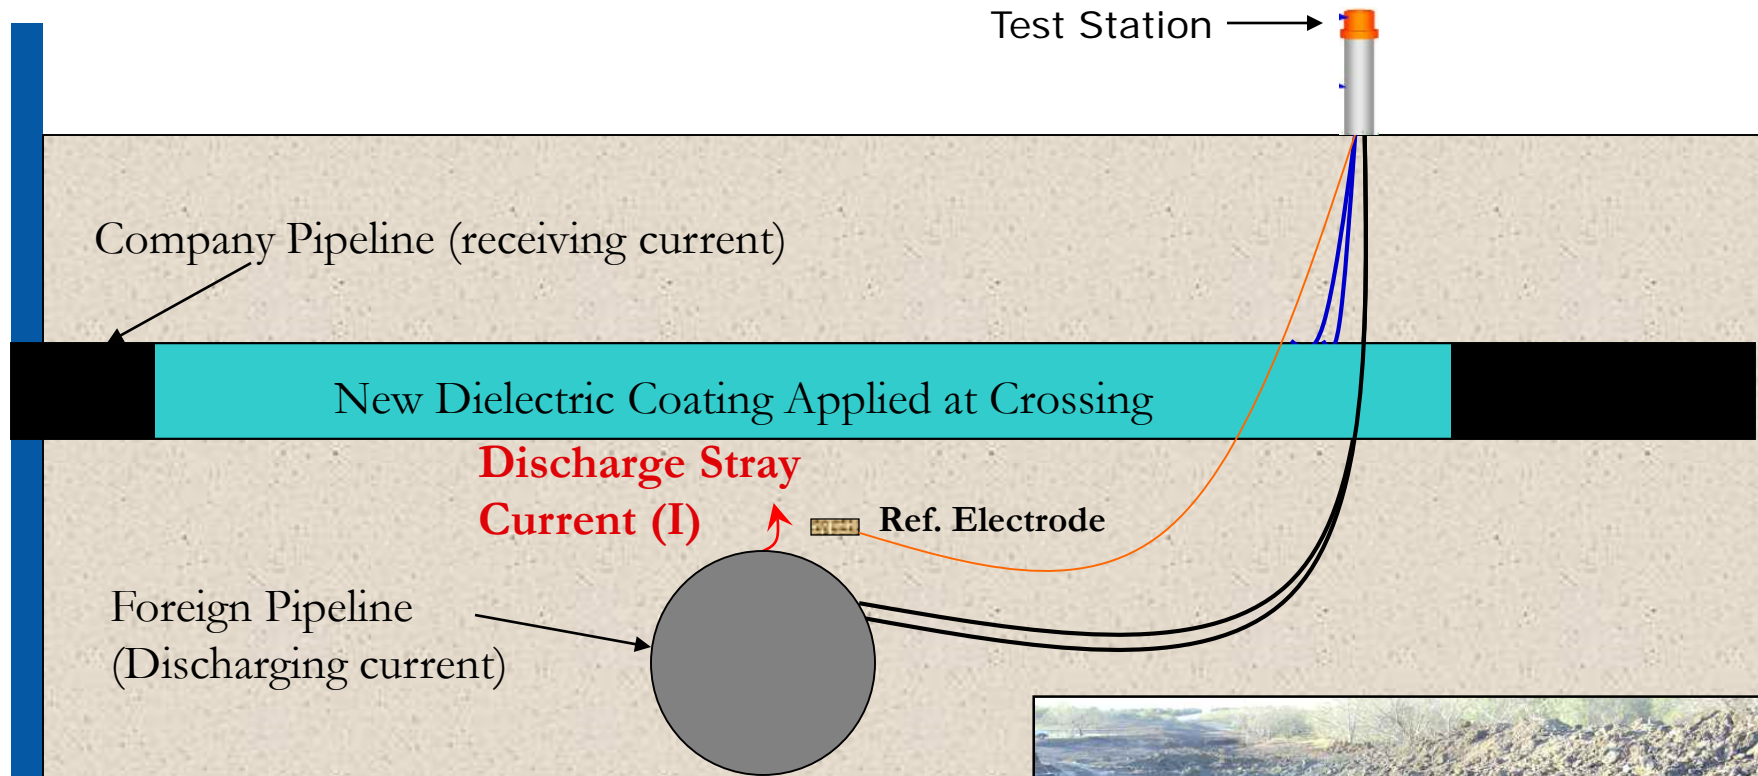 Test Station
Company Pipeline (receiving current)
New Dielectric Coating Applied at Crossing
Discharge Stray
Current (I)
Ref. Electrode
Foreign Pipeline
(Discharging current)